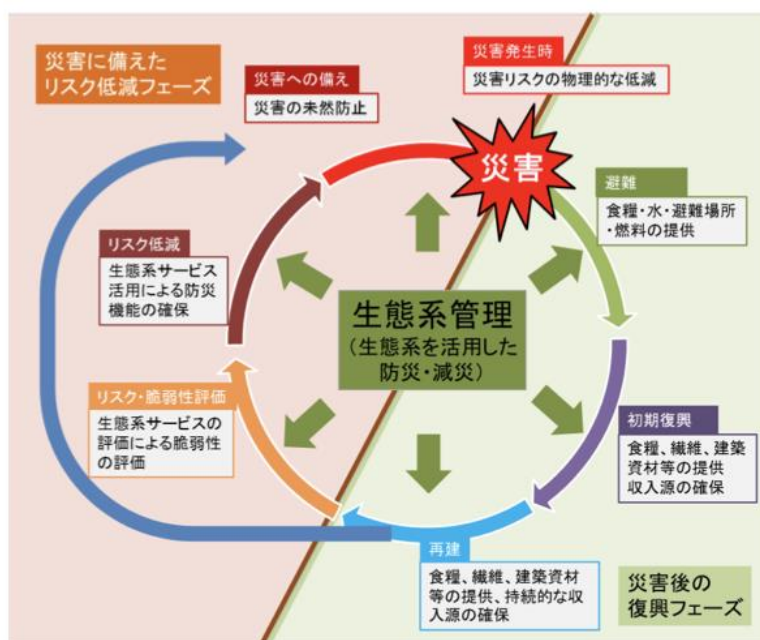 災害に備えた
リスク低減フェーズ
災害への備え
災害の未然防止
災害発生時
災害リスクの物理的な低減
災害
避難
食糧・水・避難場所
・燃料の提供
リスク低減
生態系サービス
活用による防災
機能の確保
生態系管理
（生態系を活用した
防災・減災）
リスク・脆弱性評価
生態系サービスの
評価による脆弱性
の評価
初期復興
食糧、繊維、建築
資材等の提供
収入源の確保
再建
食糧、繊維、建築資材
等の提供、持続的な収
入源の確保
災害後の
復興フェーズ